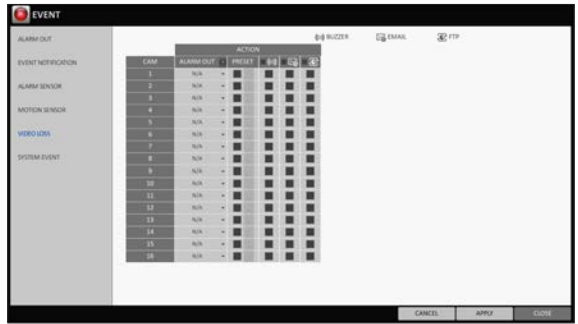 EVENT
ALARM OUT
EVENT NOTIFICATION
ALARM SENSOR
MOTION SENSOR
VIDEO LOSS
SYSTEM EVENT
BUZZER EMAIL FTP
ACTION
CAM ALARM OUT PRESET
1 N/A
2 N/A
3 N/A
4 N/A
5 N/A
6 N/A
7 N/A
8 N/A
9 N/A
10 N/A
11 N/A
12 N/A
13 N/A
14 N/A
15 N/A
16 N/A
CANCEL APPLY CLOSE